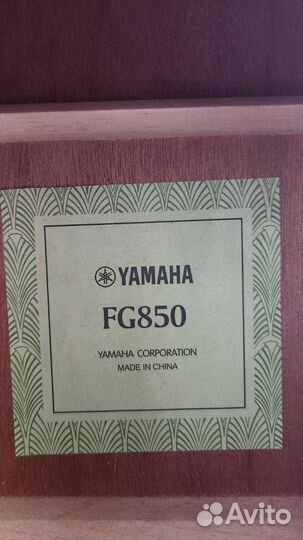 YAMAHA
FG850
YAMAHA CORPORATION
MADE IN CHINA
Avito